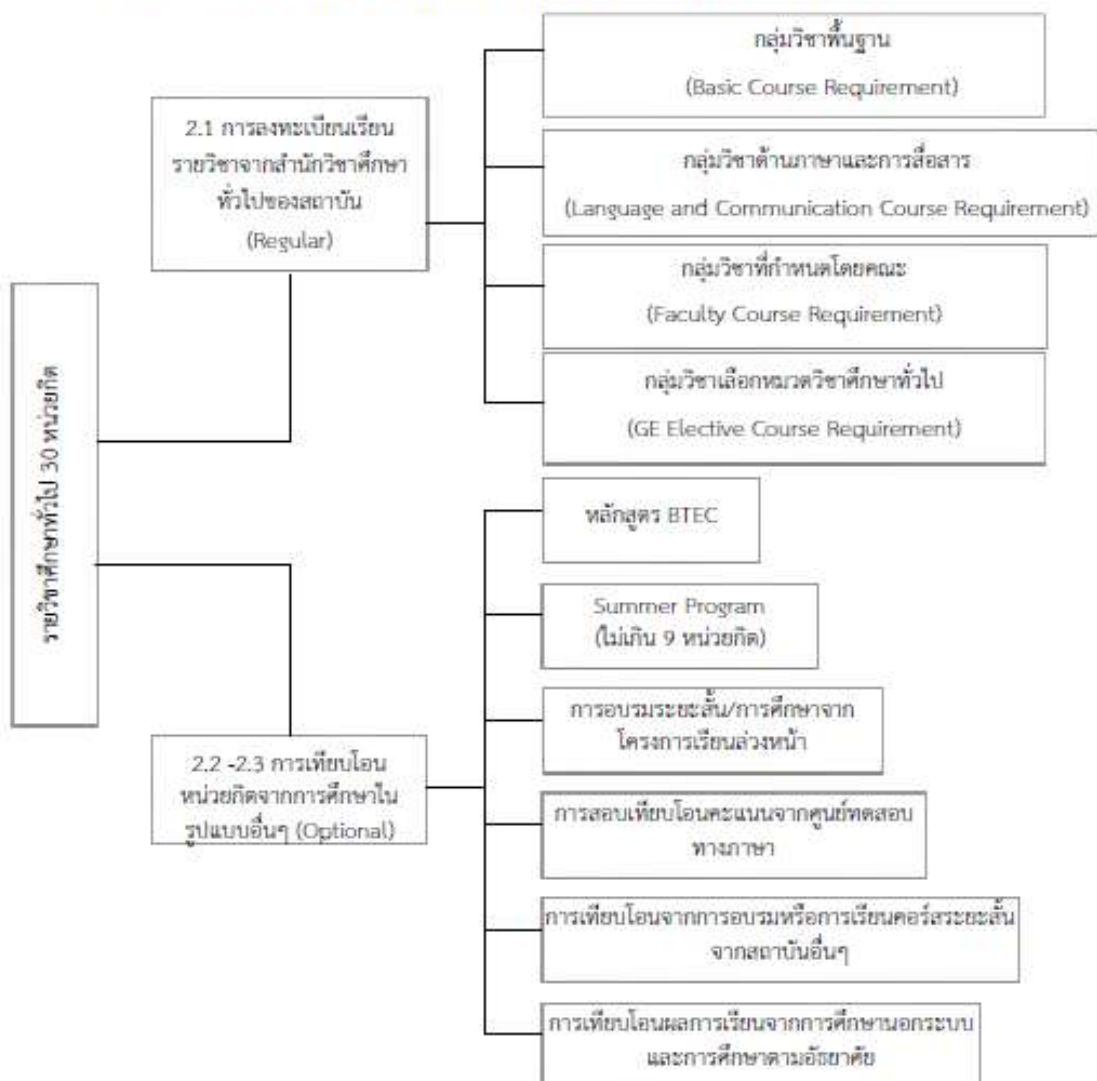 รายวิชาศึกษาทั่วไป 30 หน่วยกิต
2.1 การลงทะเบียนเรียน
รายวิชาจากสำนักวิชาศึกษา
ทั่วไปของสถาบัน
(Regular)
กลุ่มวิชาพื้นฐาน
(Basic Course Requirement)
กลุ่มวิชาด้านภาษาและการสื่อสาร
(Language and Communication Course Requirement)
กลุ่มวิชาที่กำหนดโดยคณะ
(Faculty Course Requirement)
กลุ่มวิชาเลือกหมวดวิชาศึกษาทั่วไป
(GE Elective Course Requirement)
2.2 -2.3 การเทียบโอน
หน่วยกิตจากการศึกษาใน
รูปแบบอื่นๆ (Optional)
หลักสูตร BTEC
Summer Program
(ไม่เกิน 9 หน่วยกิต)
การอบรมระยะสั้น/การศึกษาจาก
โครงการเรียนล่วงหน้า
การสอบเทียบโอนคะแนนจากศูนย์ทดสอบ
ทางภาษา
การเทียบโอนจากการอบรมหรือการเรียนคอร์สระยะสั้น
จากสถาบันอื่นๆ
การเทียบโอนผลการเรียนจากการศึกษานอกระบบ
และการศึกษาตามอัธยาศัย